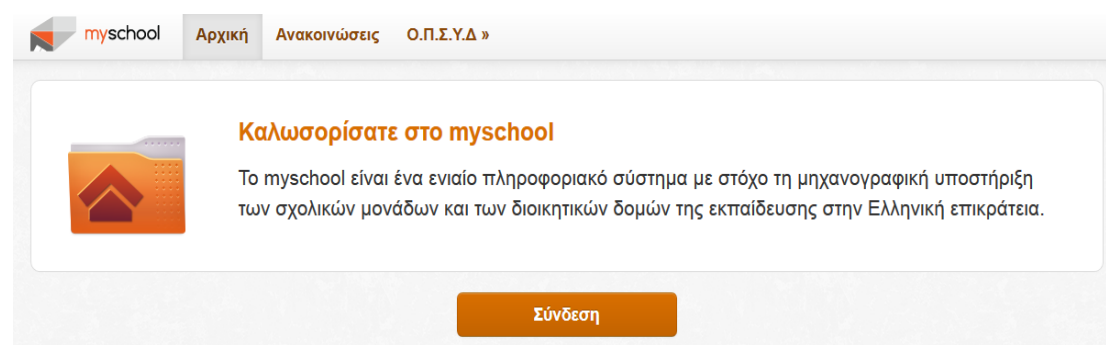 myschool Αρχική Ανακοινώσεις Ο.Π.Σ.Υ.Δ »
Καλωσορίσατε στο myschool
Το myschool είναι ένα ενιαίο πληροφοριακό σύστημα με στόχο τη μηχανογραφική υποστήριξη
των σχολικών μονάδων και των διοικητικών δομών της εκπαίδευσης στην Ελληνική επικράτεια.
Σύνδεση